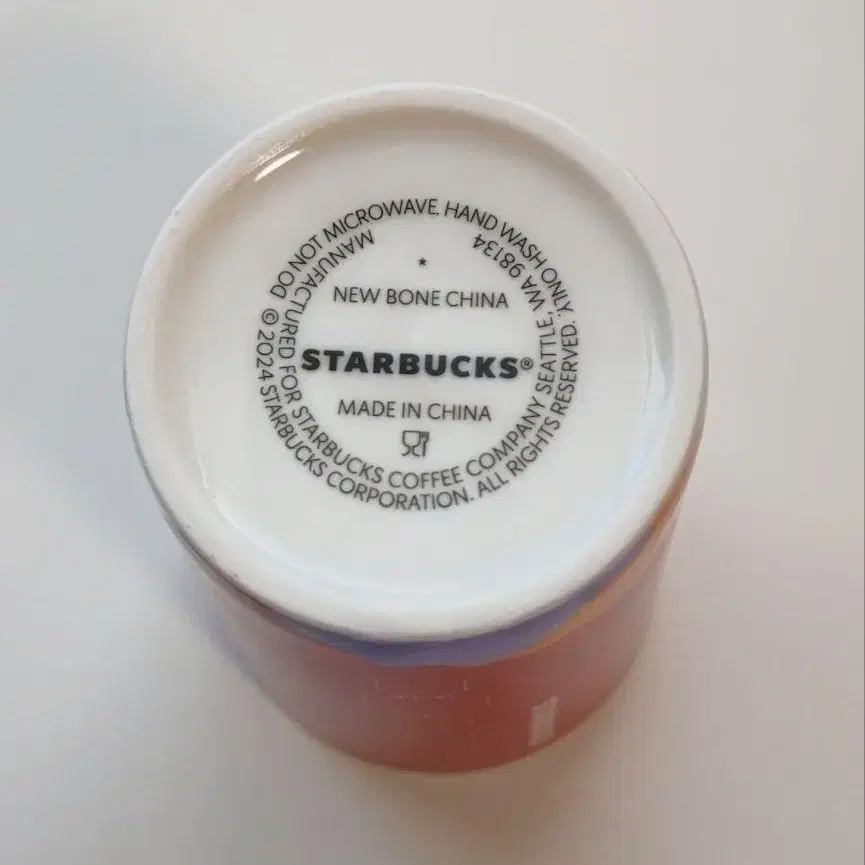 DO NOT MICROWAVE. HAND WASH ONLY.
© 2024 STARBUCKS CORPORATION. ALL RIGHTS RESERVED.
MANUFACTURED FOR STARBUCKS COFFEE COMPANY SEATTLE, WA 98134
NEW BONE CHINA
STARBUCKS®
MADE IN CHINA